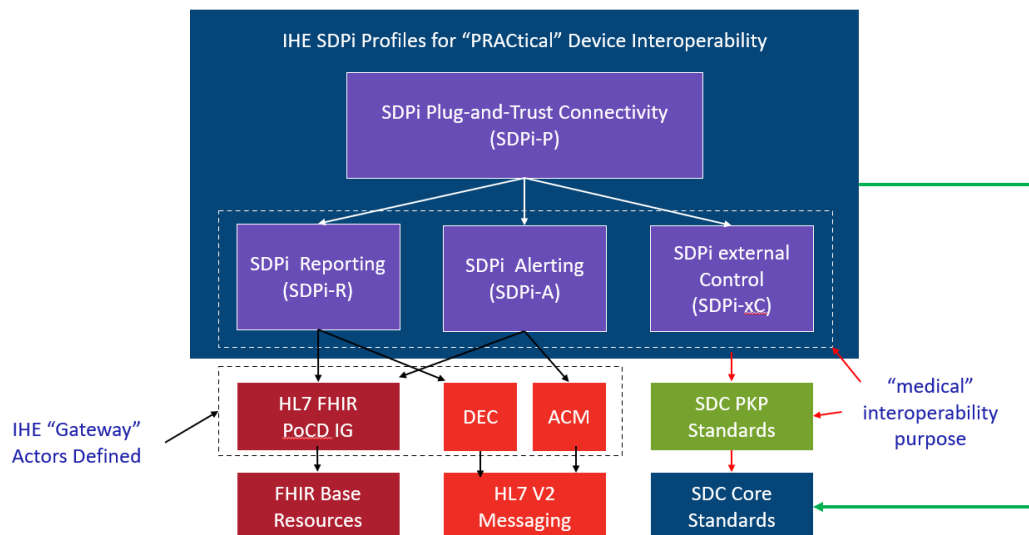 IHE SDPi Profiles for “PRACtical” Device Interoperability
SDPi Plug-and-Trust Connectivity
(SDPi-P)
SDPi Reporting
(SDPi-R)
SDPi Alerting
(SDPi-A)
SDPi external
Control
(SDPi-xC)
IHE “Gateway”
Actors Defined
HL7 FHIR
PoCD IG
DEC
ACM
SDC PKP
Standards
“medical”
interoperability
purpose
FHIR Base
Resources
HL7 V2
Messaging
SDC Core
Standards